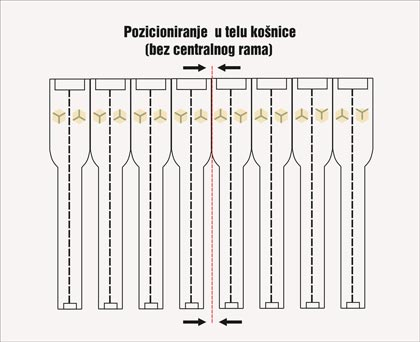 Pozicioniranje u telu košnice
(bez centralnog rama)